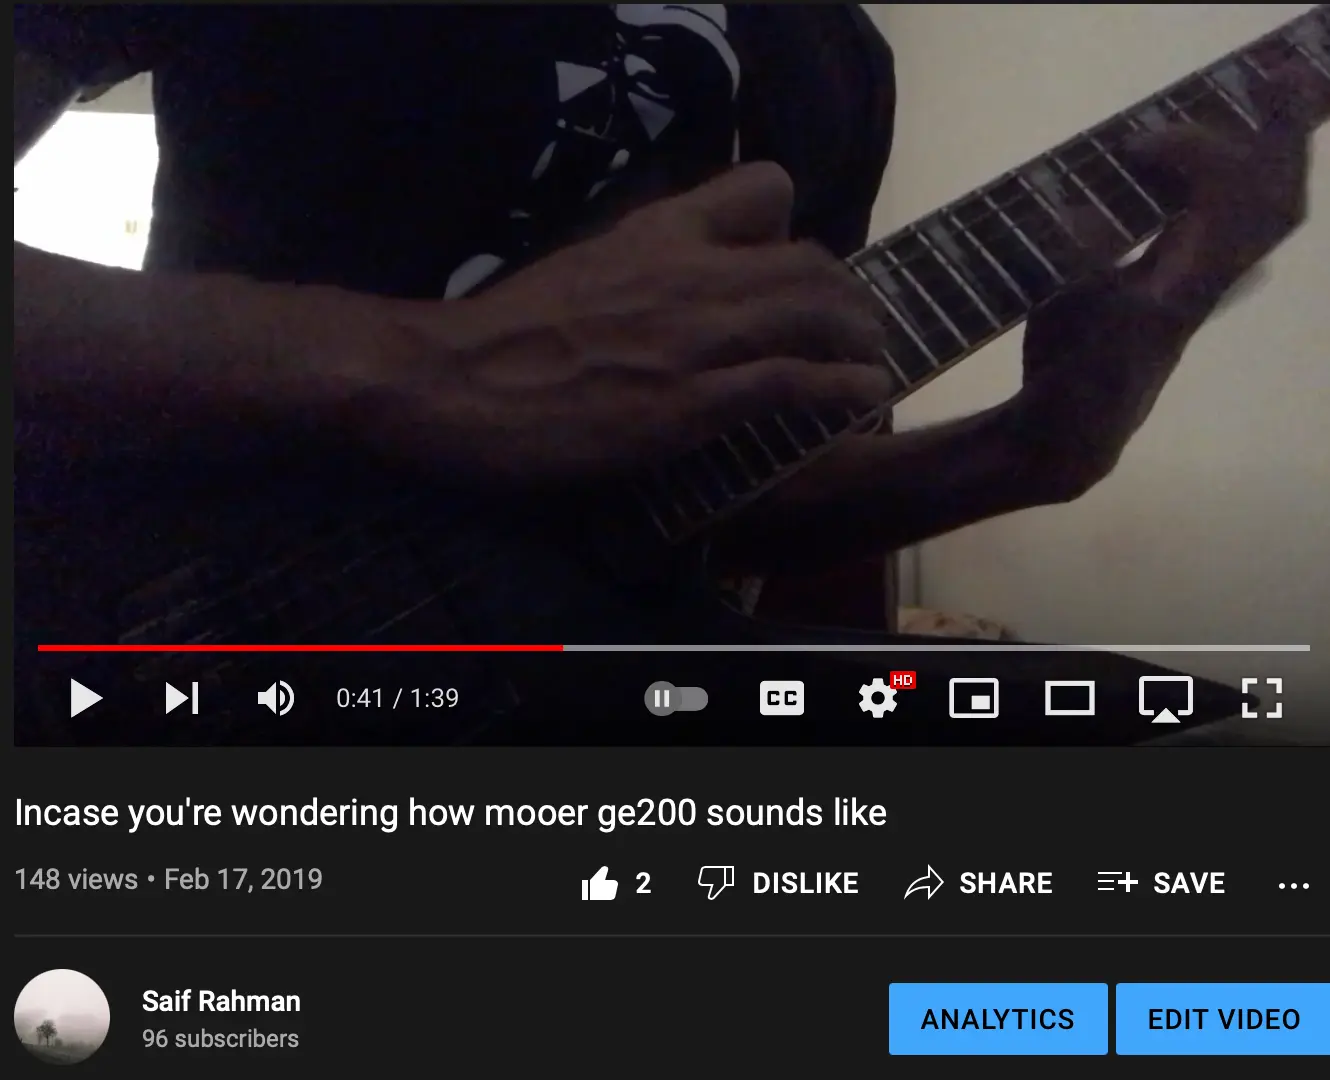 0:41 / 1:39
CC
HD
Incase you're wondering how mooer ge200 sounds like
148 views • Feb 17, 2019
2 DISLIKE SHARE SAVE ...
Saif Rahman
96 subscribers
ANALYTICS EDIT VIDEO